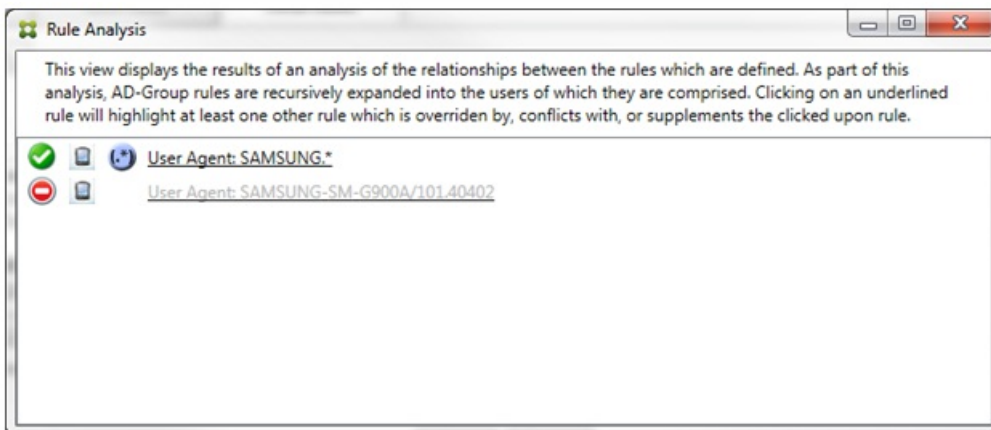 Rule Analysis
This view displays the results of an analysis of the relationships between the rules which are defined. As part of this
analysis, AD-Group rules are recursively expanded into the users of which they are comprised. Clicking on an underlined
rule will highlight at least one other rule which is overriden by, conflicts with, or supplements the clicked upon rule.
(.*) User Agent: SAMSUNG.*
User Agent: SAMSUNG-SM-G900A/101.40402